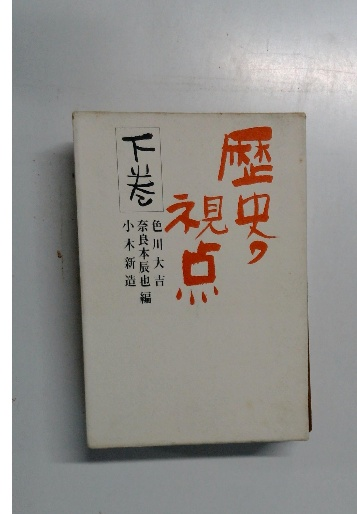 歴史の
視点
下巻
色川大吉
奈良本辰也 編
小木新造